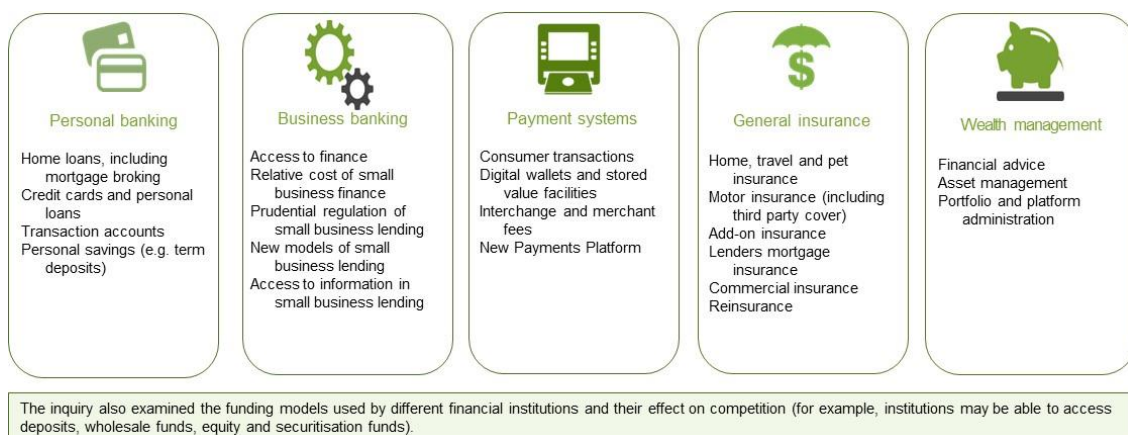 Personal banking
Home loans, including
mortgage broking
Credit cards and personal
loans
Transaction accounts
Personal savings (e.g. term
deposits)
Business banking
Access to finance
Relative cost of small
business finance
Prudential regulation of
small business lending
New models of small
business lending
Access to information in
small business lending
Payment systems
Consumer transactions
Digital wallets and stored
value facilities
Interchange and merchant
fees
New Payments Platform
$
General insurance
Home, travel and pet
insurance
Motor insurance (including
third party cover)
Add-on insurance
Lenders mortgage
insurance
Commercial insurance
Reinsurance
Wealth management
Financial advice
Asset management
Portfolio and platform
administration
The inquiry also examined the funding models used by different financial institutions and their effect on competition (for example, institutions may be able to access
deposits, wholesale funds, equity and securitisation funds).